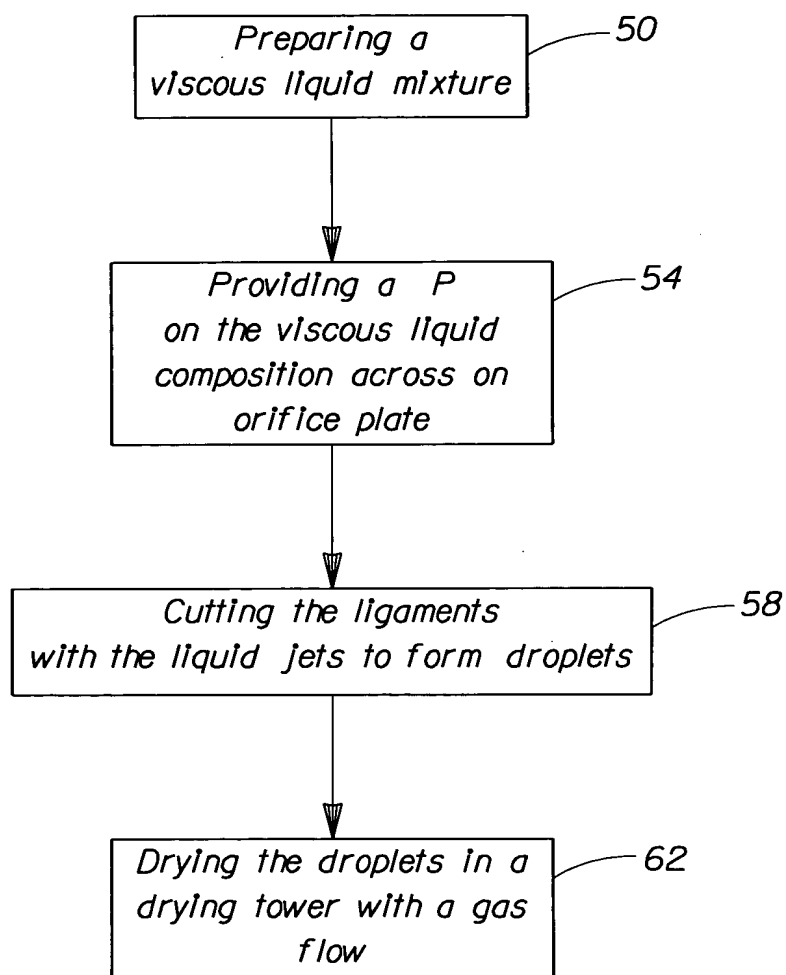 Preparing a
viscous liquid mixture
50
Providing a P
on the viscous liquid
composition across on
orifice plate
54
Cutting the ligaments
with the liquid jets to form droplets
58
Drying the droplets in a
drying tower with a gas
flow
62